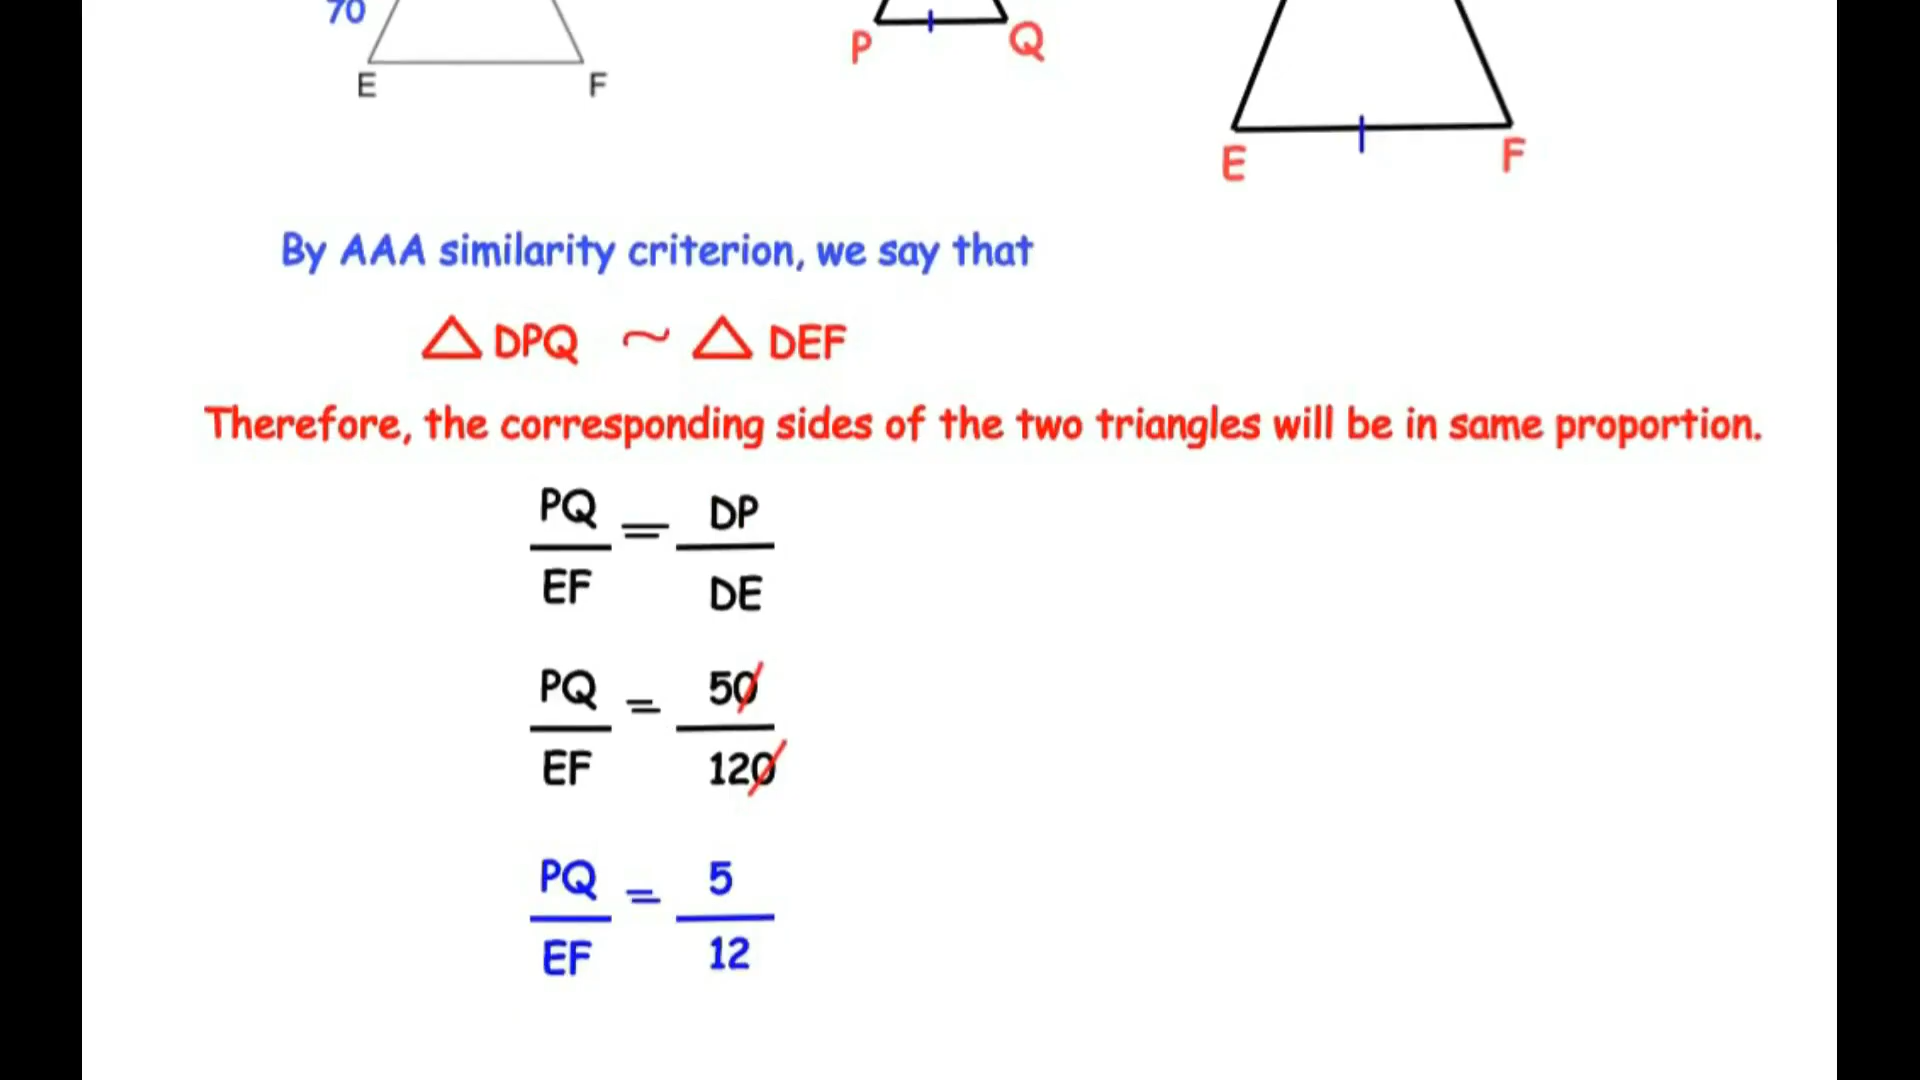 70
P
Q
E
F
E
F
By AAA similarity criterion, we say that
△ DPQ ~ △ DEF
Therefore, the corresponding sides of the two triangles will be in same proportion.
PQ = DP
EF DE
PQ = 50
EF 120
PQ = 5
EF 12